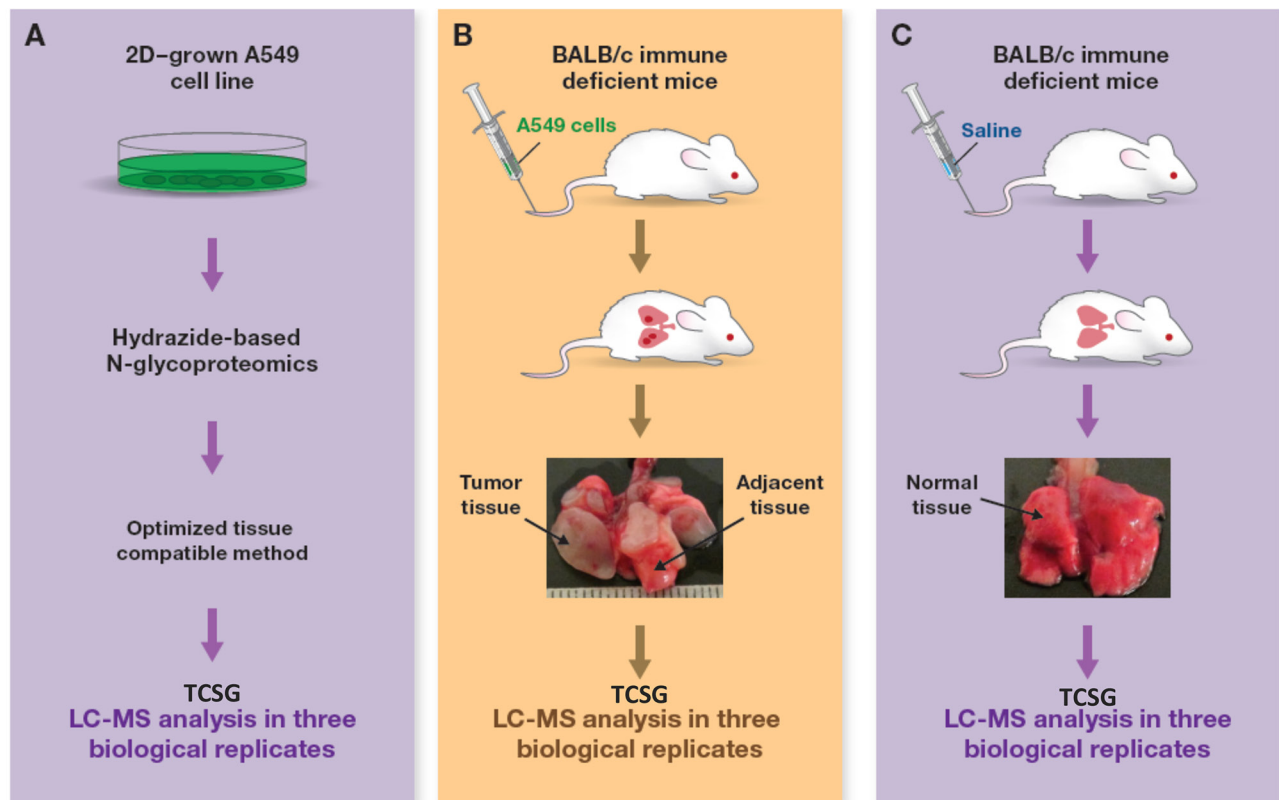 A
2D–grown A549
cell line
Hydrazide-based
N-glycoproteomics
Optimized tissue
compatible method
TCSG
LC-MS analysis in three
biological replicates
B
BALB/c immune
deficient mice
A549 cells
Tumor
tissue
Adjacent
tissue
TCSG
LC-MS analysis in three
biological replicates
C
BALB/c immune
deficient mice
Saline
Normal
tissue
TCSG
LC-MS analysis in three
biological replicates